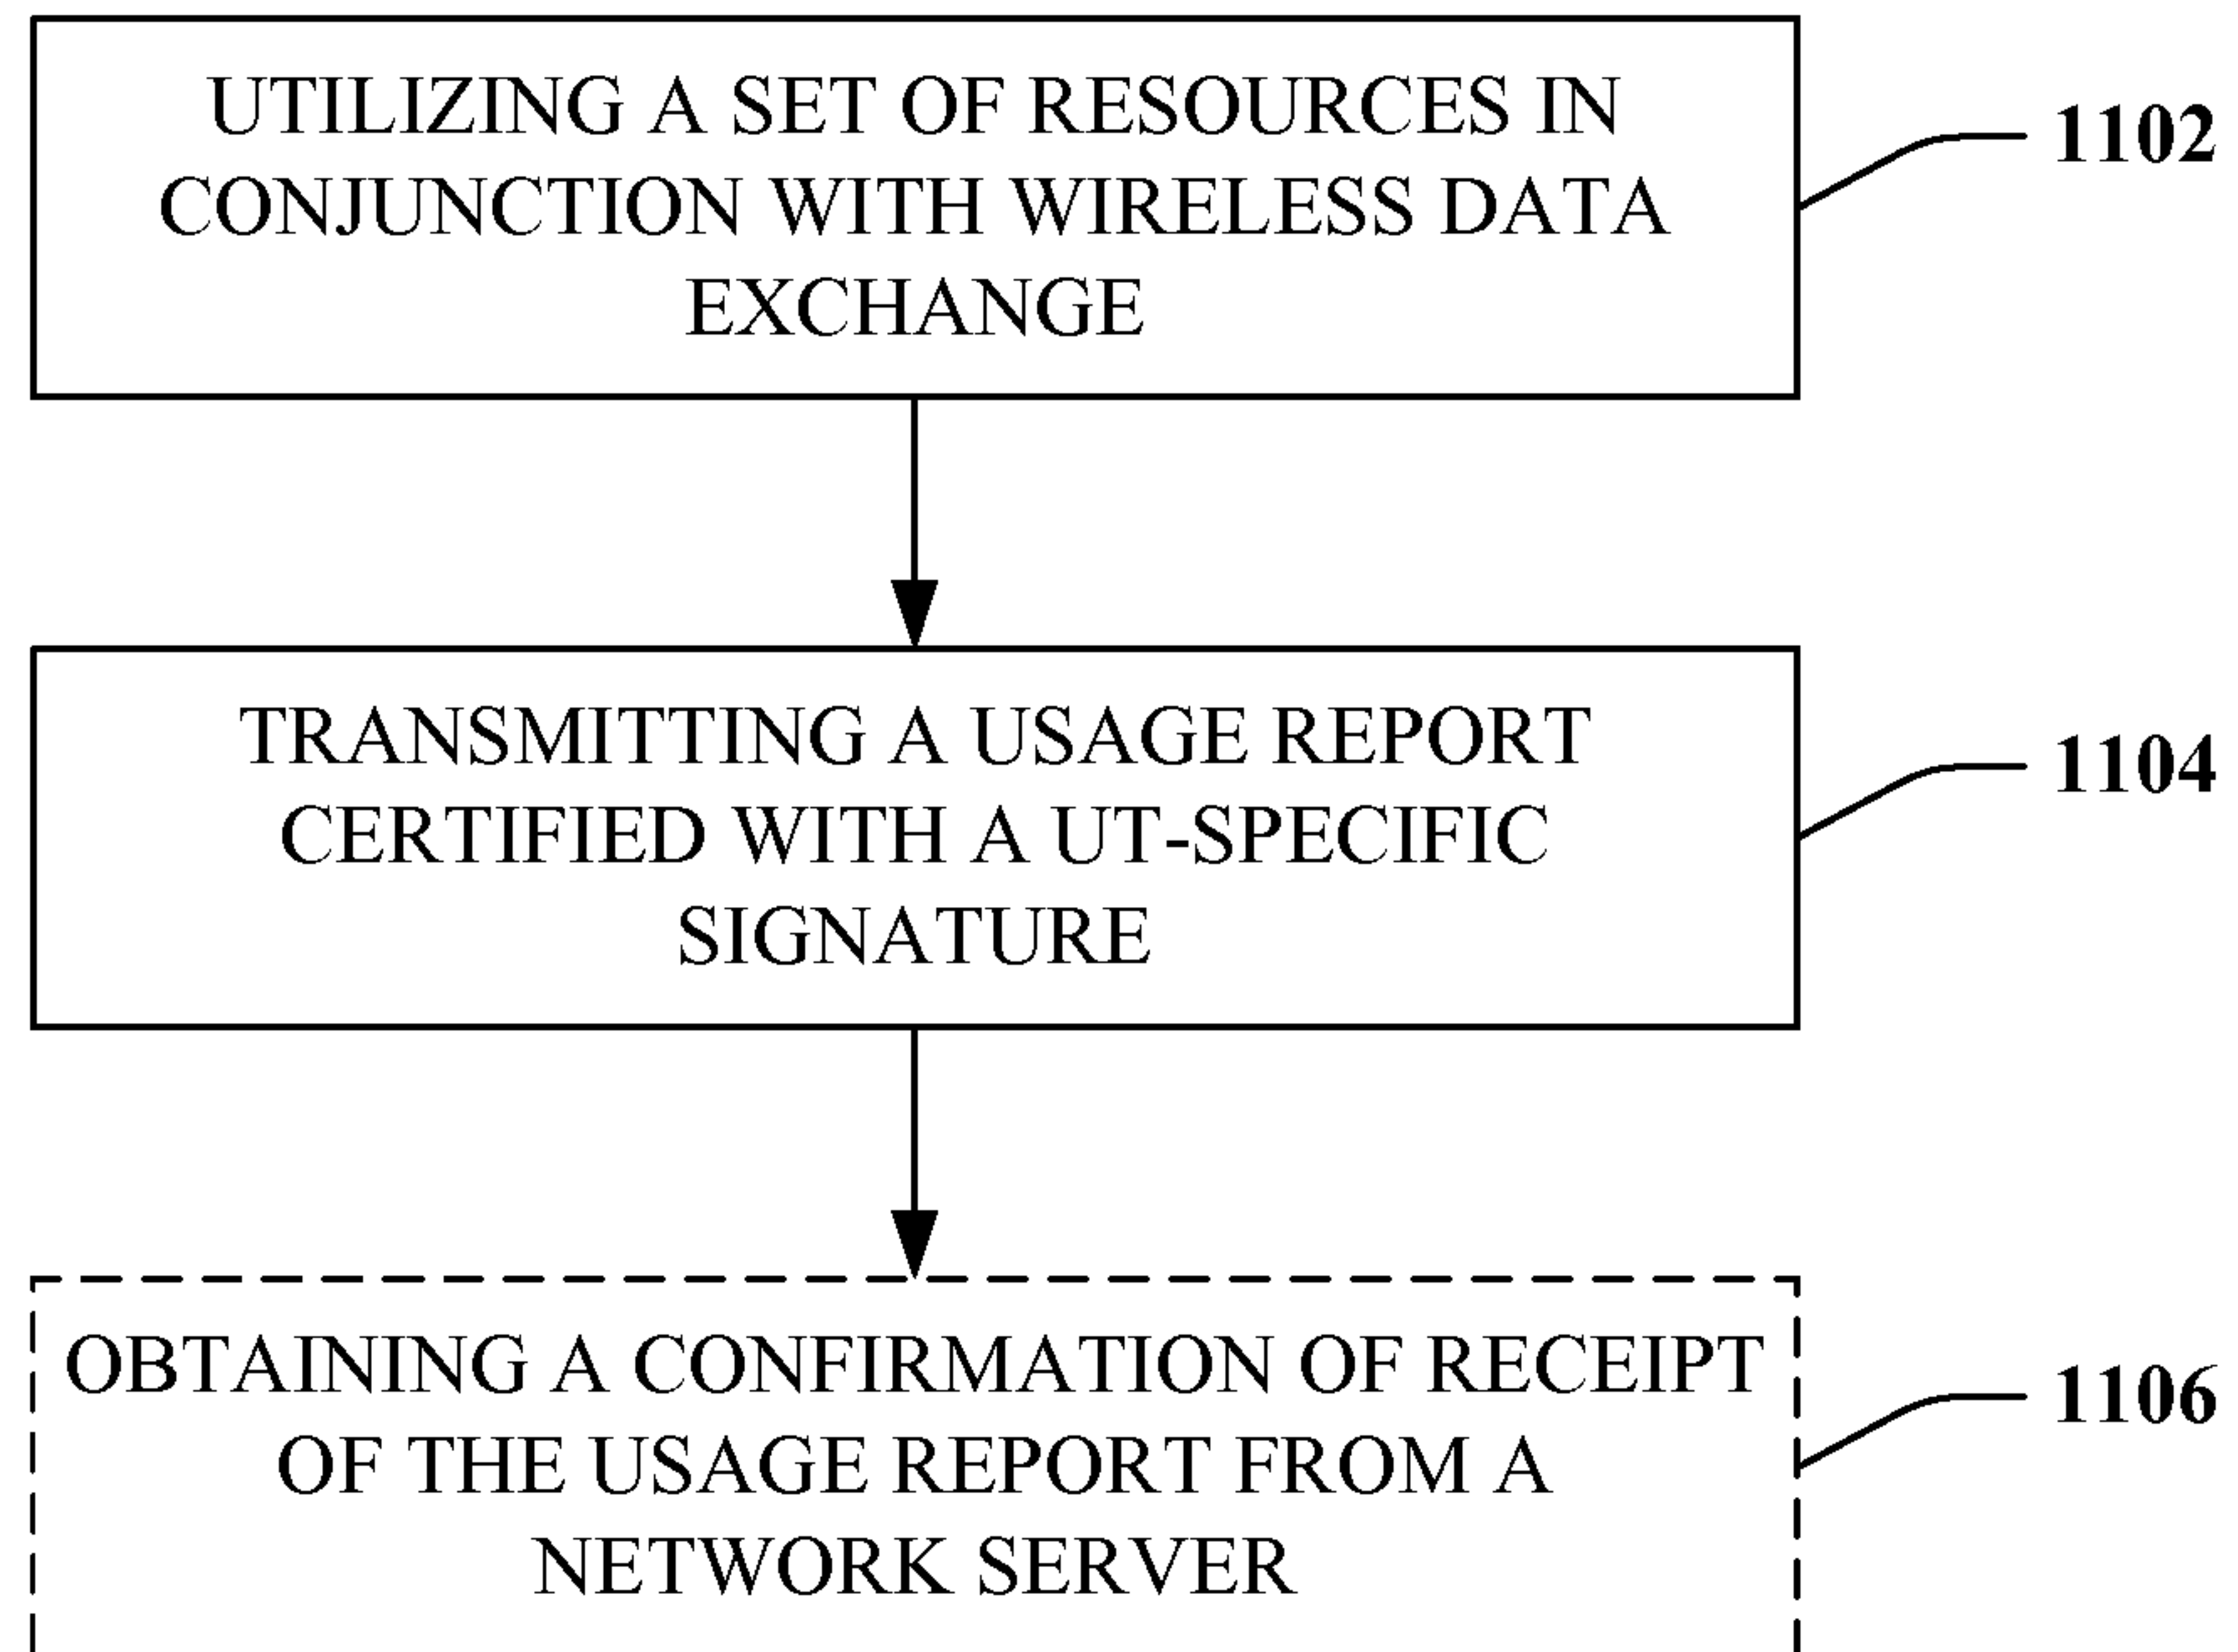 UTILIZING A SET OF RESOURCES IN
CONJUNCTION WITH WIRELESS DATA
EXCHANGE
1102
TRANSMITTING A USAGE REPORT
CERTIFIED WITH A UT-SPECIFIC
SIGNATURE
1104
OBTAINING A CONFIRMATION OF RECEIPT
OF THE USAGE REPORT FROM A
NETWORK SERVER
1106